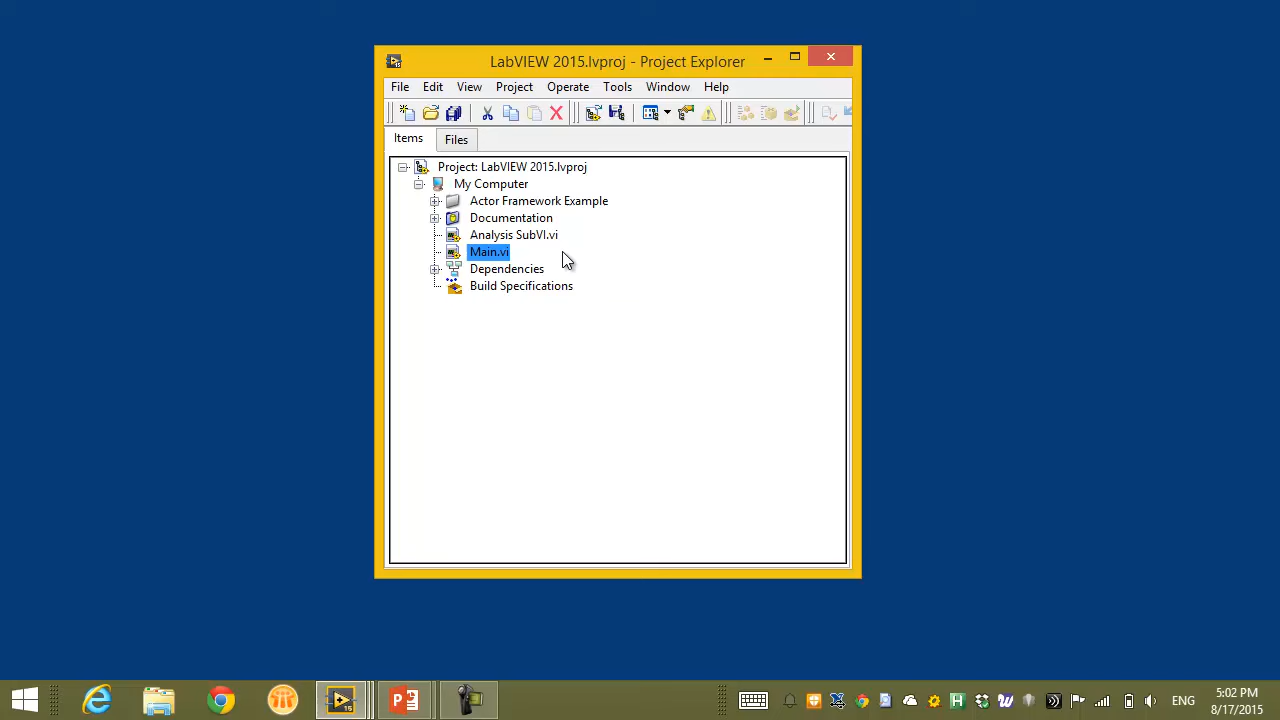 LabVIEW 2015.lvproj - Project Explorer
File Edit View Project Operate Tools Window Help
Items Files
Project: LabVIEW 2015.lvproj
My Computer
Actor Framework Example
Documentation
Analysis SubVI.vi
Main.vi
Dependencies
Build Specifications
ENG
5:02 PM
8/17/2015